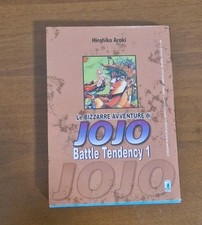 Hirohiko Araki
Le BIZZARRE AVVENTURE di
JOJO
Battle Tendency 1
JOJO